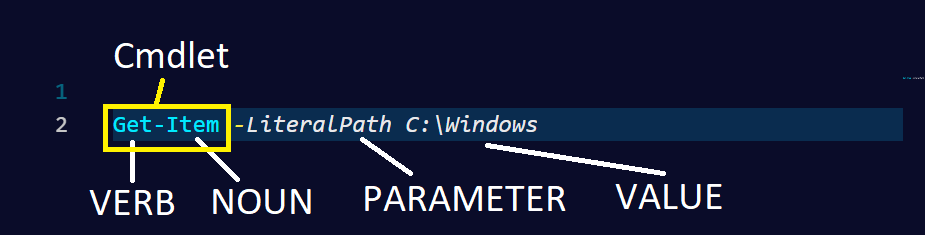 Cmdlet
1
2 Get-Item -LiteralPath C:\Windows
VERB NOUN PARAMETER VALUE